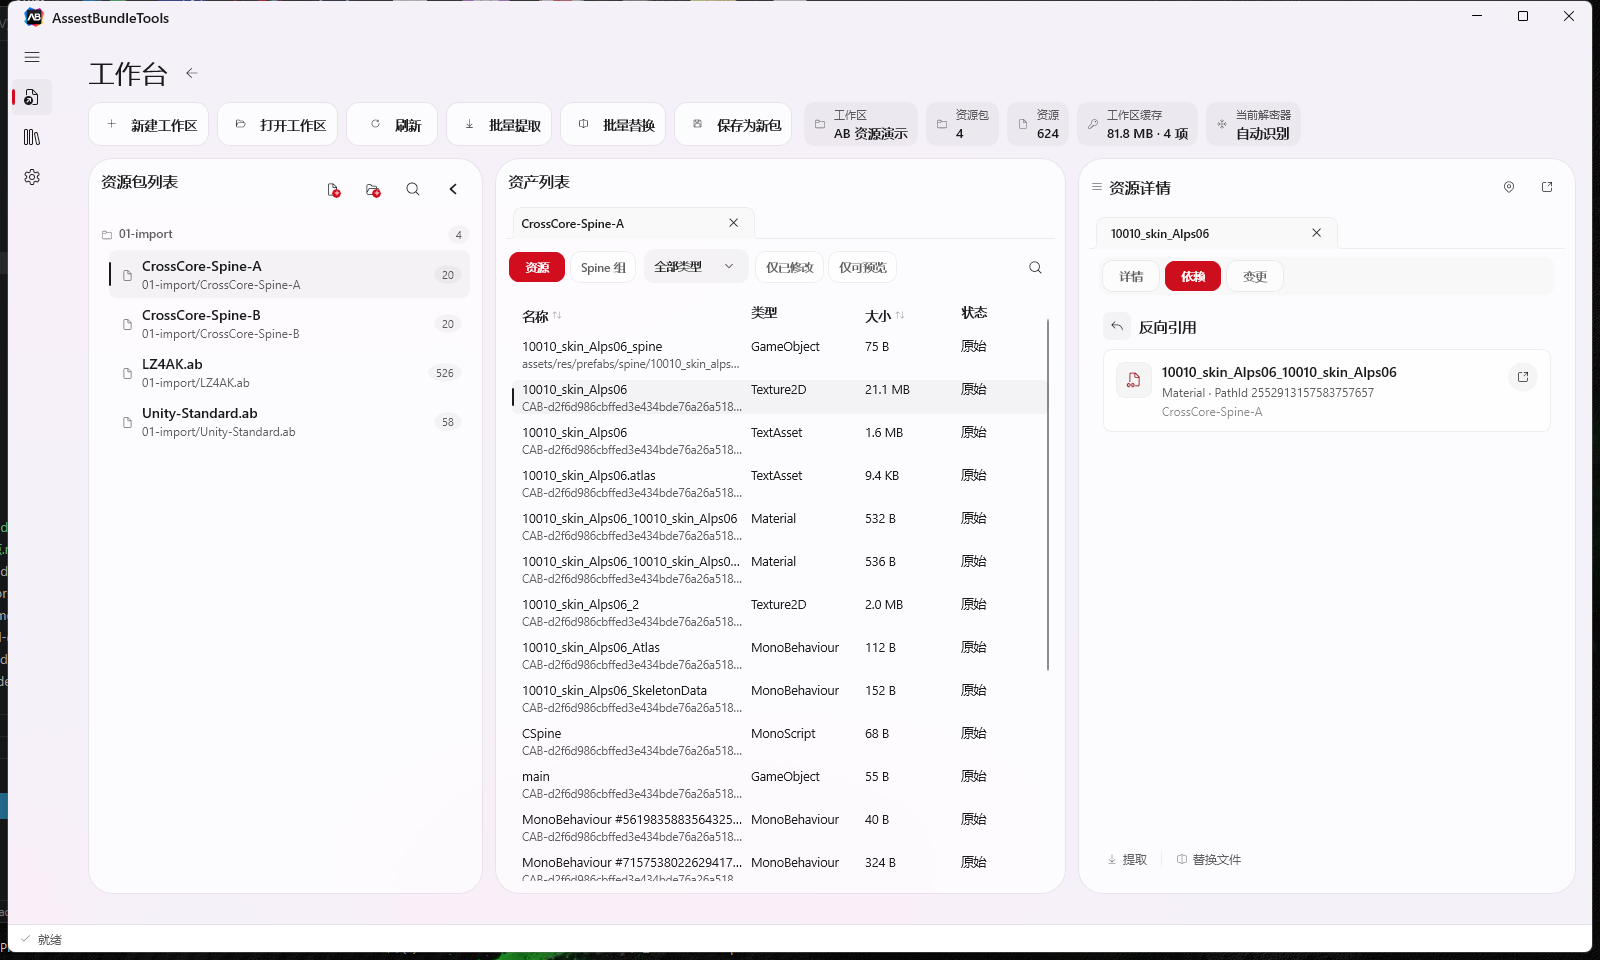 AssestBundleTools
工作台
新建工作区
打开工作区
刷新
批量提取
批量替换
保存为新包
工作区
AB 资源演示
资源包
4
资源
624
工作区缓存
81.8 MB · 4 项
当前解密器
自动识别
资源包列表
01-import
4
CrossCore-Spine-A
01-import/CrossCore-Spine-A
20
CrossCore-Spine-B
01-import/CrossCore-Spine-B
20
LZ4AK.ab
01-import/LZ4AK.ab
526
Unity-Standard.ab
01-import/Unity-Standard.ab
58
资产列表
CrossCore-Spine-A
资源
Spine 组
全部类型
仅已修改
仅可预览
名称 类型 大小 状态
10010_skin_Alps06_spine GameObject 75 B 原始
assets/res/prefabs/spine/10010_skin_alps...
10010_skin_Alps06 Texture2D 21.1 MB 原始
CAB-d2f6d986cbffed3e434bde76a26a518...
10010_skin_Alps06 TextAsset 1.6 MB 原始
CAB-d2f6d986cbffed3e434bde76a26a518...
10010_skin_Alps06.atlas TextAsset 9.4 KB 原始
CAB-d2f6d986cbffed3e434bde76a26a518...
10010_skin_Alps06_10010_skin_Alps06 Material 532 B 原始
CAB-d2f6d986cbffed3e434bde76a26a518...
10010_skin_Alps06_10010_skin_Alps0... Material 536 B 原始
CAB-d2f6d986cbffed3e434bde76a26a518...
10010_skin_Alps06_2 Texture2D 2.0 MB 原始
CAB-d2f6d986cbffed3e434bde76a26a518...
10010_skin_Alps06_Atlas MonoBehaviour 112 B 原始
CAB-d2f6d986cbffed3e434bde76a26a518...
10010_skin_Alps06_SkeletonData MonoBehaviour 152 B 原始
CAB-d2f6d986cbffed3e434bde76a26a518...
CSpine MonoScript 68 B 原始
CAB-d2f6d986cbffed3e434bde76a26a518...
main GameObject 55 B 原始
CAB-d2f6d986cbffed3e434bde76a26a518...
MonoBehaviour #5619835883564325... MonoBehaviour 40 B 原始
CAB-d2f6d986cbffed3e434bde76a26a518...
MonoBehaviour #7157538022629417... MonoBehaviour 324 B 原始
CAB-d2f6d986cbffed3e434bde76a26a518...
资源详情
10010_skin_Alps06
详情
依赖
变更
反向引用
10010_skin_Alps06_10010_skin_Alps06
Material · PathId 2552913157583757657
CrossCore-Spine-A
提取
替换文件
就绪